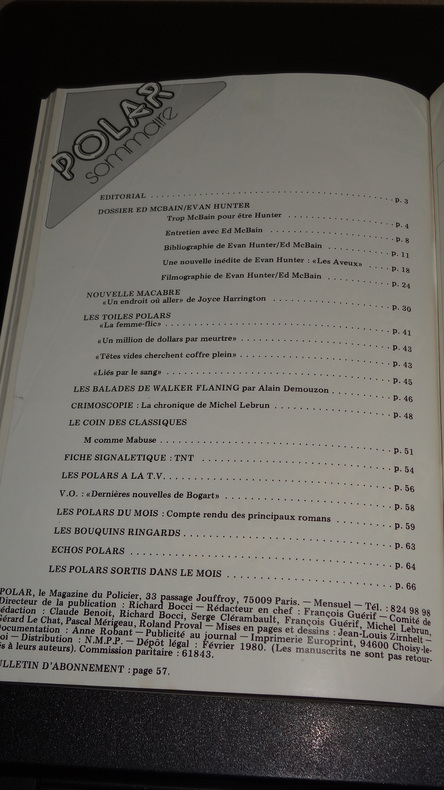 POLAR
sommaire
EDITORIAL . . . . . . . . . . p. 3
DOSSIER ED MCBAIN/EVAN HUNTER
Trop McBain pour être Hunter . . . . . . . . . . p. 4
Entretien avec Ed McBain . . . . . . . . . . p. 8
Bibliographie de Evan Hunter/Ed McBain . . . . . . . . . . p. 11
Une nouvelle inédite de Evan Hunter : «Les Aveux» . . . . . p. 18
Filmographie de Evan Hunter/Ed McBain . . . . . . . . . . p. 24
NOUVELLE MACABRE
«Un endroit où aller» de Joyce Harrington . . . . . . . . . . p. 30
LES TOILES POLARS
«La femme-flic» . . . . . . . . . . p. 41
«Un million de dollars par meurtre» . . . . . . . . . . p. 43
«Têtes vides cherchent coffre plein» . . . . . . . . . . p. 43
«Liés par le sang» . . . . . . . . . . p. 45
LES BALADES DE WALKER FLANING par Alain Demouzon . . . . . . . . . . p. 46
CRIMOSCOPIE : La chronique de Michel Lebrun . . . . . . . . . . p. 48
LE COIN DES CLASSIQUES
M comme Mabuse . . . . . . . . . . p. 51
FICHE SIGNALETIQUE : TNT . . . . . . . . . . p. 54
LES POLARS A LA T.V. . . . . . . . . . . p. 56
V.O. : «Dernières nouvelles de Bogart» . . . . . . . . . . p. 58
LES POLARS DU MOIS : Compte rendu des principaux romans . . . . . . . . . . p. 59
LES BOUQUINS RINGARDS . . . . . . . . . . p. 63
ECHOS POLARS . . . . . . . . . . p. 64
LES POLARS SORTIS DANS LE MOIS . . . . . . . . . . p. 66
POLAR, le Magazine du Policier, 33 passage Jouffroy, 75009 Paris. — Mensuel — Tél. : 824 98 98
Directeur de la publication : Richard Bocci — Rédacteur en chef : François Guérif — Comité de
édaction : Claude Benoit, Richard Bocci, Serge Clérambault, François Guérif, Michel Lebrun,
Gérard Le Chat, Pascal Mérigeau, Roland Proval — Mises en pages et dessins : Jean-Louis Zirnhelt —
ocumentation : Anne Robant — Publicité au journal — Imprimerie Europrint, 94600 Choisy-le-
oi — Distribution : N.M.P.P. — Dépôt légal : Février 1980. (Les manuscrits ne sont pas retour-
és à leurs auteurs). Commission paritaire : 61843.
ULLETIN D'ABONNEMENT : page 57.